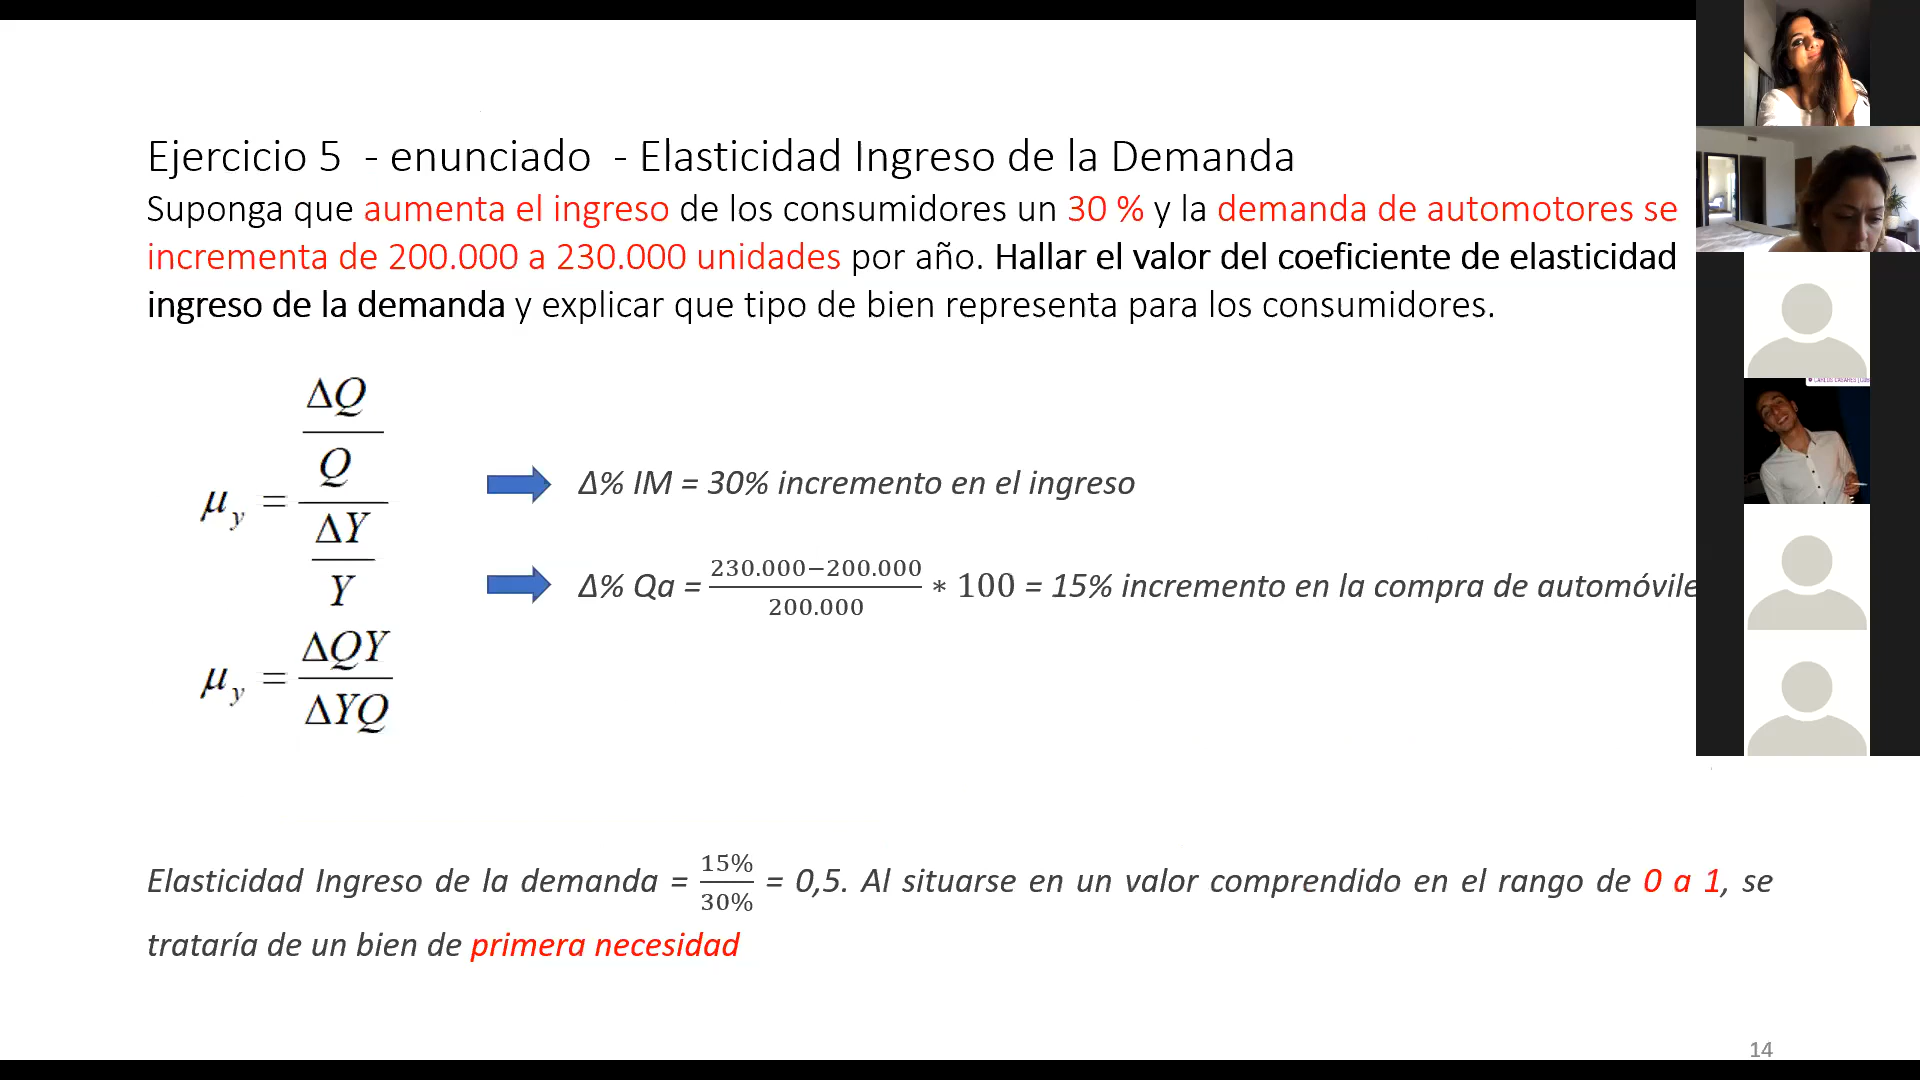 Ejercicio 5 - enunciado - Elasticidad Ingreso de la Demanda
Suponga que aumenta el ingreso de los consumidores un 30 % y la demanda de automotores se
incrementa de 200.000 a 230.000 unidades por año. Hallar el valor del coeficiente de elasticidad
ingreso de la demanda y explicar que tipo de bien representa para los consumidores.
μ_y = (ΔQ/Q)/(ΔY/Y)
Δ% IM = 30% incremento en el ingreso
Δ% Qa = (230.000−200.000)/200.000 ∗ 100 = 15% incremento en la compra de automóvile
μ_y = ΔQY/ΔYQ
Elasticidad Ingreso de la demanda = 15%/30% = 0,5. Al situarse en un valor comprendido en el rango de 0 a 1, se
trataría de un bien de primera necesidad
14